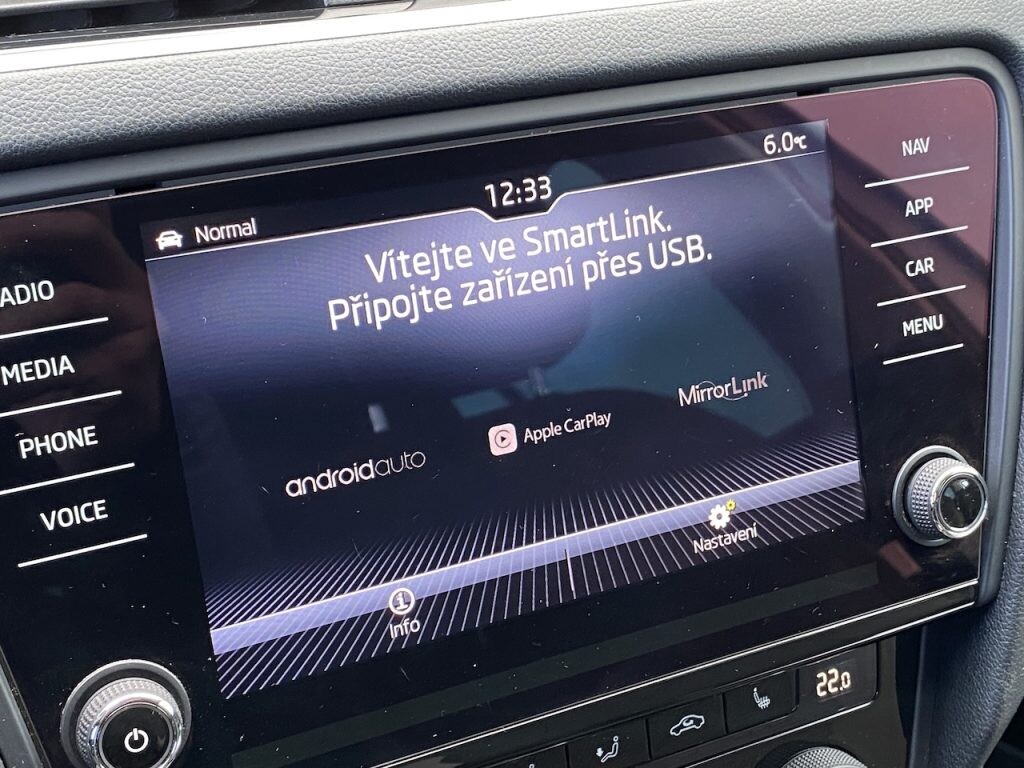 6.0°C
12:33
Normal
Vítejte ve SmartLink.
Připojte zařízení přes USB.
androidauto
Apple CarPlay
MirrorLink
Info
Nastavení
ADIO
MEDIA
PHONE
VOICE
NAV
APP
CAR
MENU
22.0